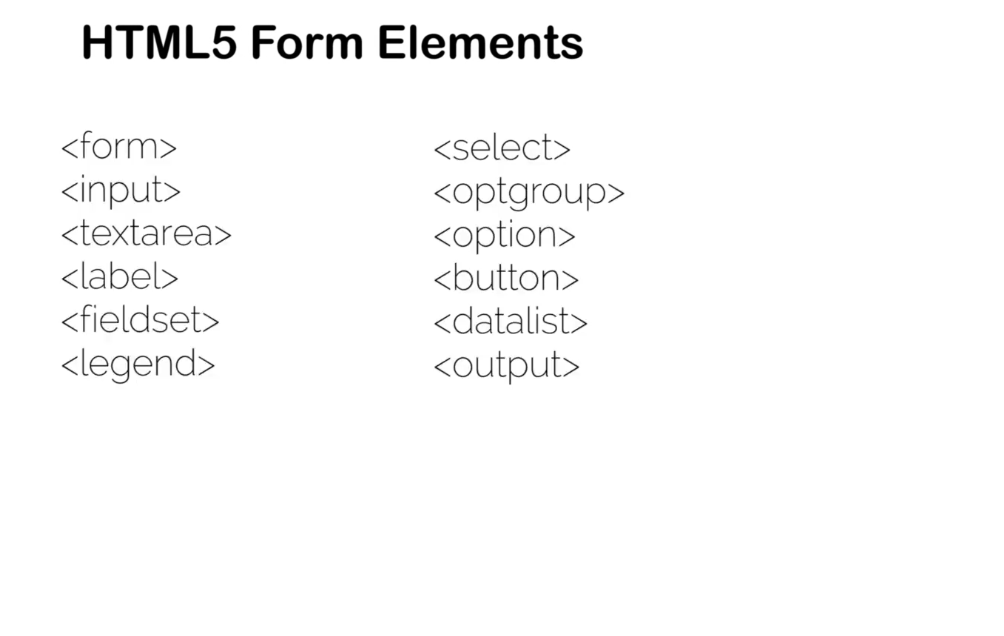 HTML5 Form Elements
<form>
<input>
<textarea>
<label>
<fieldset>
<legend>
<select>
<optgroup>
<option>
<button>
<datalist>
<output>